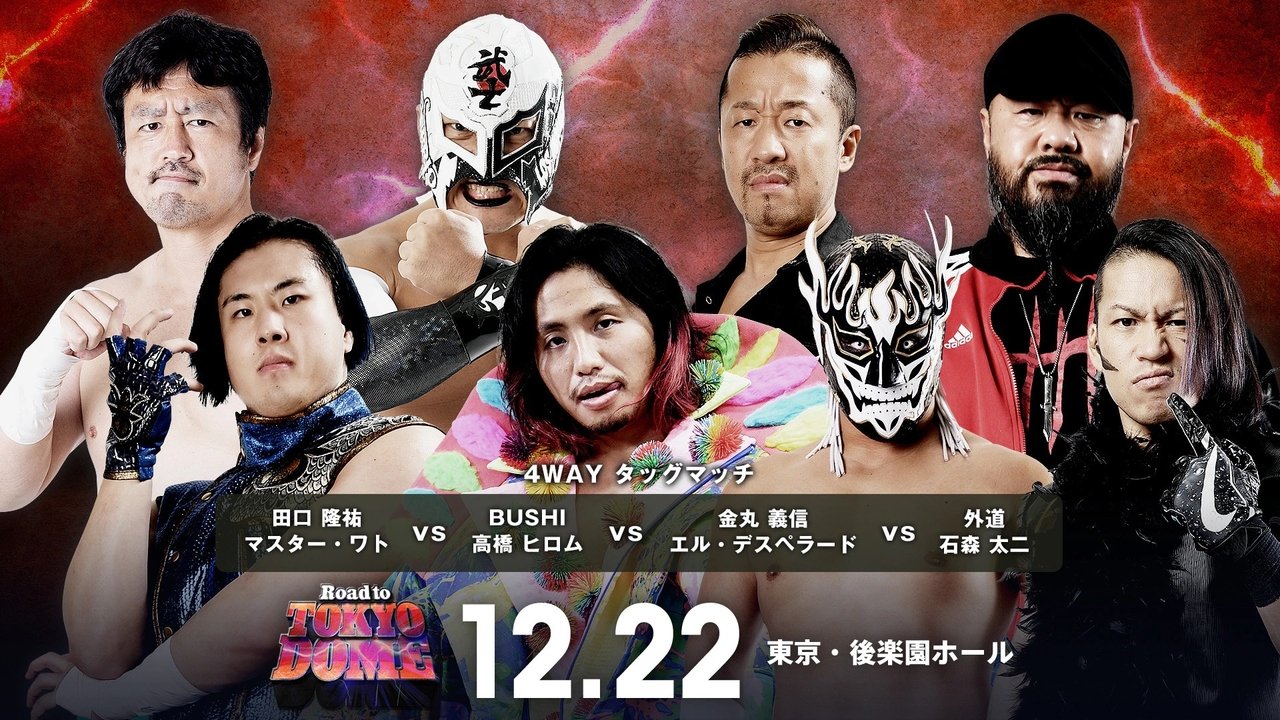 武士
adidas
4WAY タッグマッチ
田口 隆祐
マスター・ワト
VS
BUSHI
高橋 ヒロム
VS
金丸 義信
エル・デスペラード
VS
外道
石森 太二
Road to
TOKYO
DOME
12.22
東京・後楽園ホール